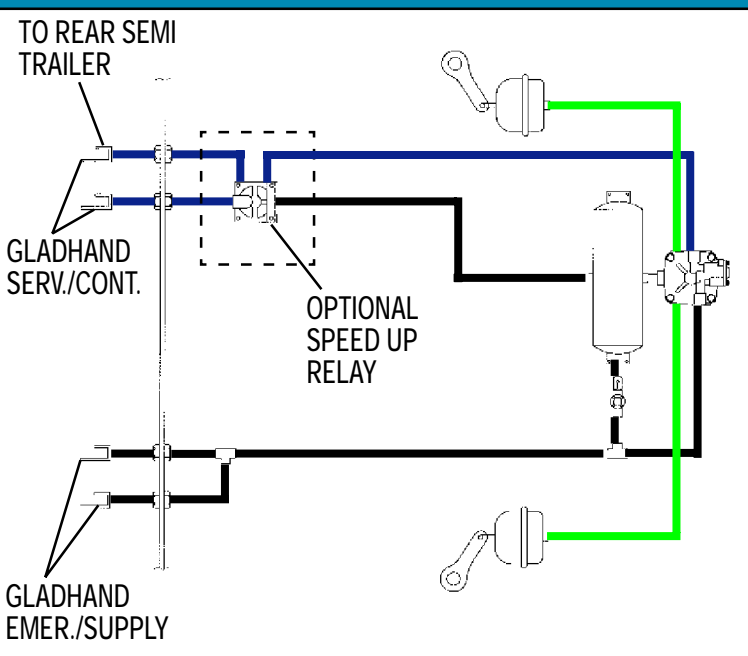 TO REAR SEMI
TRAILER
GLADHAND
SERV./CONT.
OPTIONAL
SPEED UP
RELAY
GLADHAND
EMER./SUPPLY